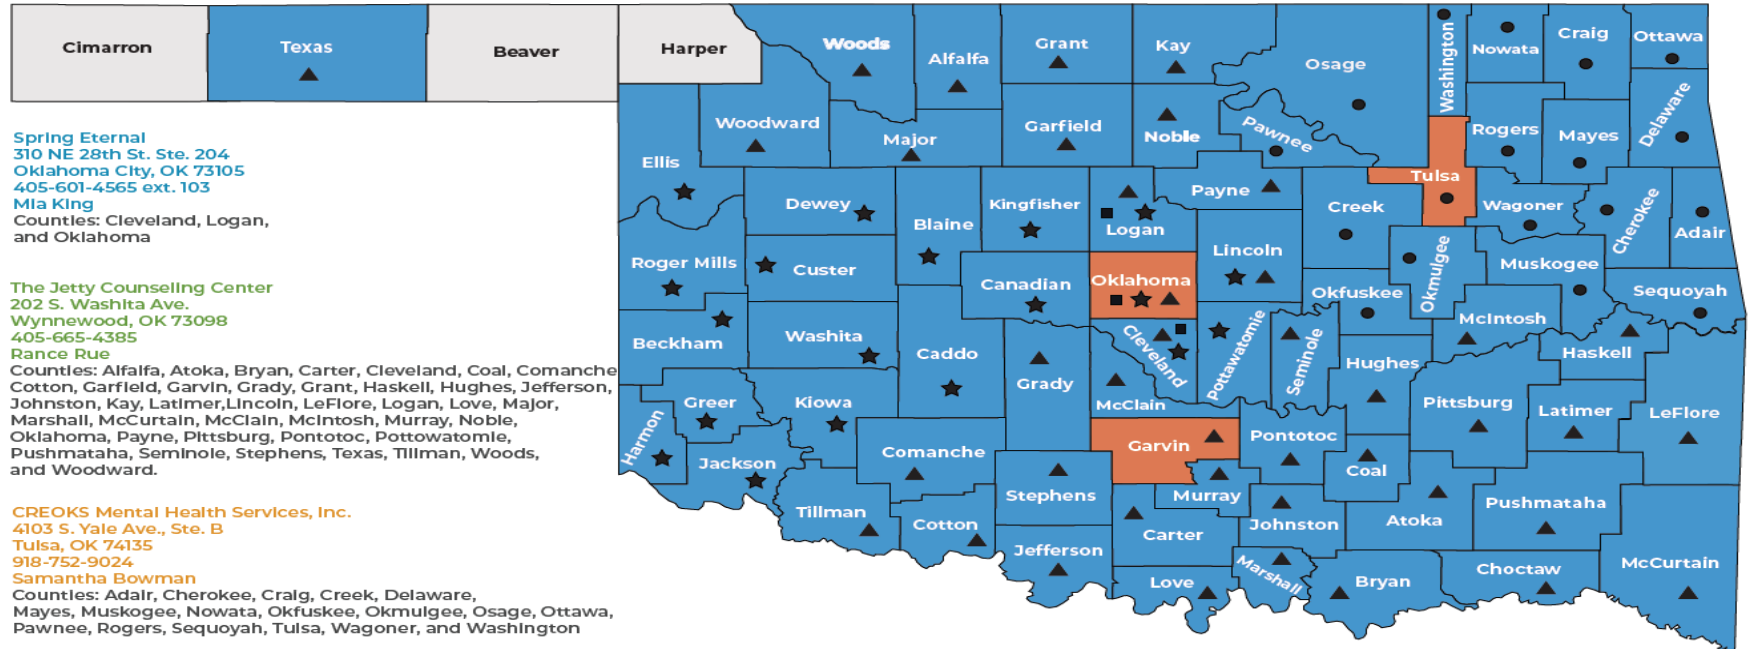 Cimarron
Texas
Beaver
Harper
Woods
Alfalfa
Grant
Kay
Osage
Washington
Nowata
Craig
Ottawa
Woodward
Major
Garfield
Noble
Pawnee
Rogers
Mayes
Delaware
Ellis
Dewey
Blaine
Kingfisher
Logan
Payne
Creek
Tulsa
Wagoner
Cherokee
Adair
Roger Mills
Custer
Canadian
Oklahoma
Lincoln
Okfuskee
Okmulgee
Muskogee
Sequoyah
Beckham
Washita
Caddo
Grady
Cleveland
McClain
Pottawatomie
Seminole
Hughes
McIntosh
Haskell
Harmon
Greer
Kiowa
Jackson
Comanche
Stephens
Garvin
Pontotoc
Coal
Pittsburg
Latimer
LeFlore
Tillman
Cotton
Jefferson
Murray
Carter
Johnston
Atoka
Pushmataha
McCurtain
Love
Marshall
Bryan
Choctaw
Spring Eternal
310 NE 28th St. Ste. 204
Oklahoma City, OK 73105
405-601-4565 ext. 103
Mia King
Counties: Cleveland, Logan,
and Oklahoma
The Jetty Counseling Center
202 S. Washita Ave.
Wynnewood, OK 73098
405-665-4385
Rance Rue
Counties: Alfalfa, Atoka, Bryan, Carter, Cleveland, Coal, Comanche
Cotton, Garfield, Garvin, Grady, Grant, Haskell, Hughes, Jefferson,
Johnston, Kay, Latimer,Lincoln, LeFlore, Logan, Love, Major,
Marshall, McCurtain, McClain, McIntosh, Murray, Noble,
Oklahoma, Payne, Pittsburg, Pontotoc, Pottowatomie,
Pushmataha, Seminole, Stephens, Texas, Tillman, Woods,
and Woodward.
CREOKS Mental Health Services, Inc.
4103 S. Yale Ave., Ste. B
Tulsa, OK 74135
918-752-9024
Samantha Bowman
Counties: Adair, Cherokee, Craig, Creek, Delaware,
Mayes, Muskogee, Nowata, Okfuskee, Okmulgee, Osage, Ottawa,
Pawnee, Rogers, Sequoyah, Tulsa, Wagoner, and Washington